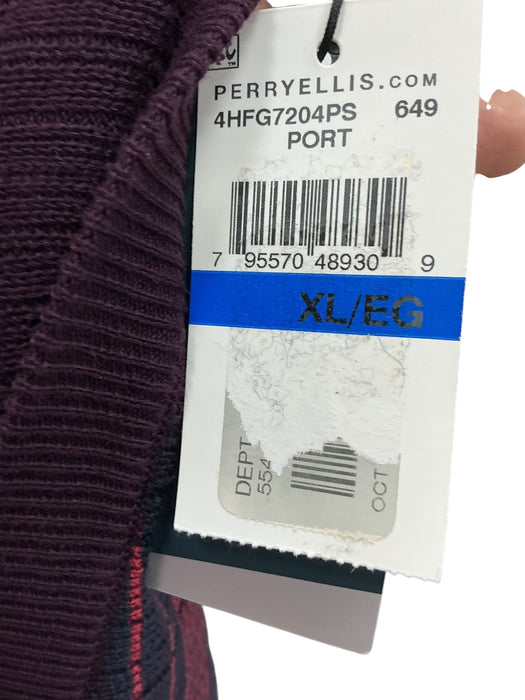 PERRYELLIS.COM
4HFG7204PS 649
PORT
7 95570 48930 9
XL/EG
DEPT
554
OCT